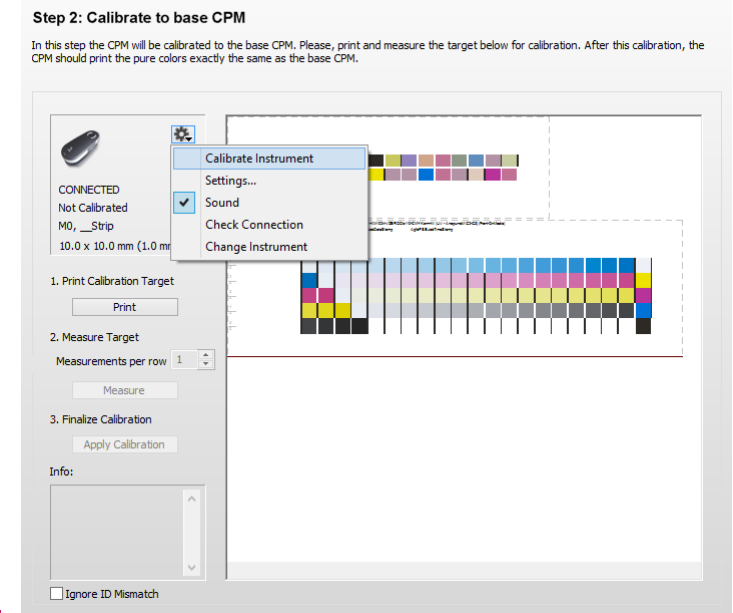 Step 2: Calibrate to base CPM
In this step the CPM will be calibrated to the base CPM. Please, print and measure the target below for calibration. After this calibration, the
CPM should print the pure colors exactly the same as the base CPM.
CONNECTED
Not Calibrated
M0, __Strip
10.0 x 10.0 mm (1.0 m
Calibrate Instrument
Settings...
Sound
Check Connection
Change Instrument
1. Print Calibration Target
Print
2. Measure Target
Measurements per row 1
Measure
3. Finalize Calibration
Apply Calibration
Info:
Ignore ID Mismatch